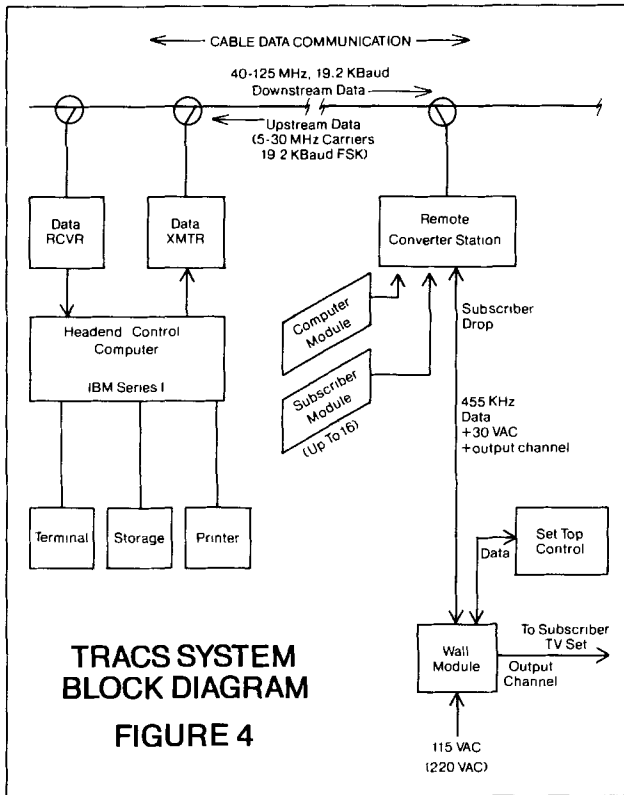 CABLE DATA COMMUNICATION
40-125 MHz, 19.2 KBaud
Downstream Data
Upstream Data
(5-30 MHz Carriers
19 2 KBaud FSK)
Data
RCVR
Data
XMTR
Remote
Converter Station
Headend Control
Computer
IBM Series I
Computer
Module
Subscriber
Module
(Up To 16)
Subscriber
Drop
455 KHz
Data
+30 VAC
+output channel
Terminal
Storage
Printer
Set Top
Control
Data
Wall
Module
To Subscriber
TV Set
Output
Channel
115 VAC
(220 VAC)
TRACS SYSTEM
BLOCK DIAGRAM
FIGURE 4